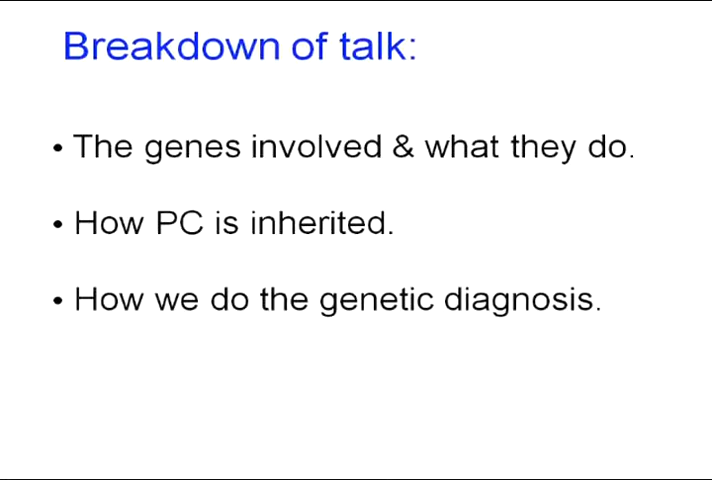 Breakdown of talk:
• The genes involved & what they do.
• How PC is inherited.
• How we do the genetic diagnosis.